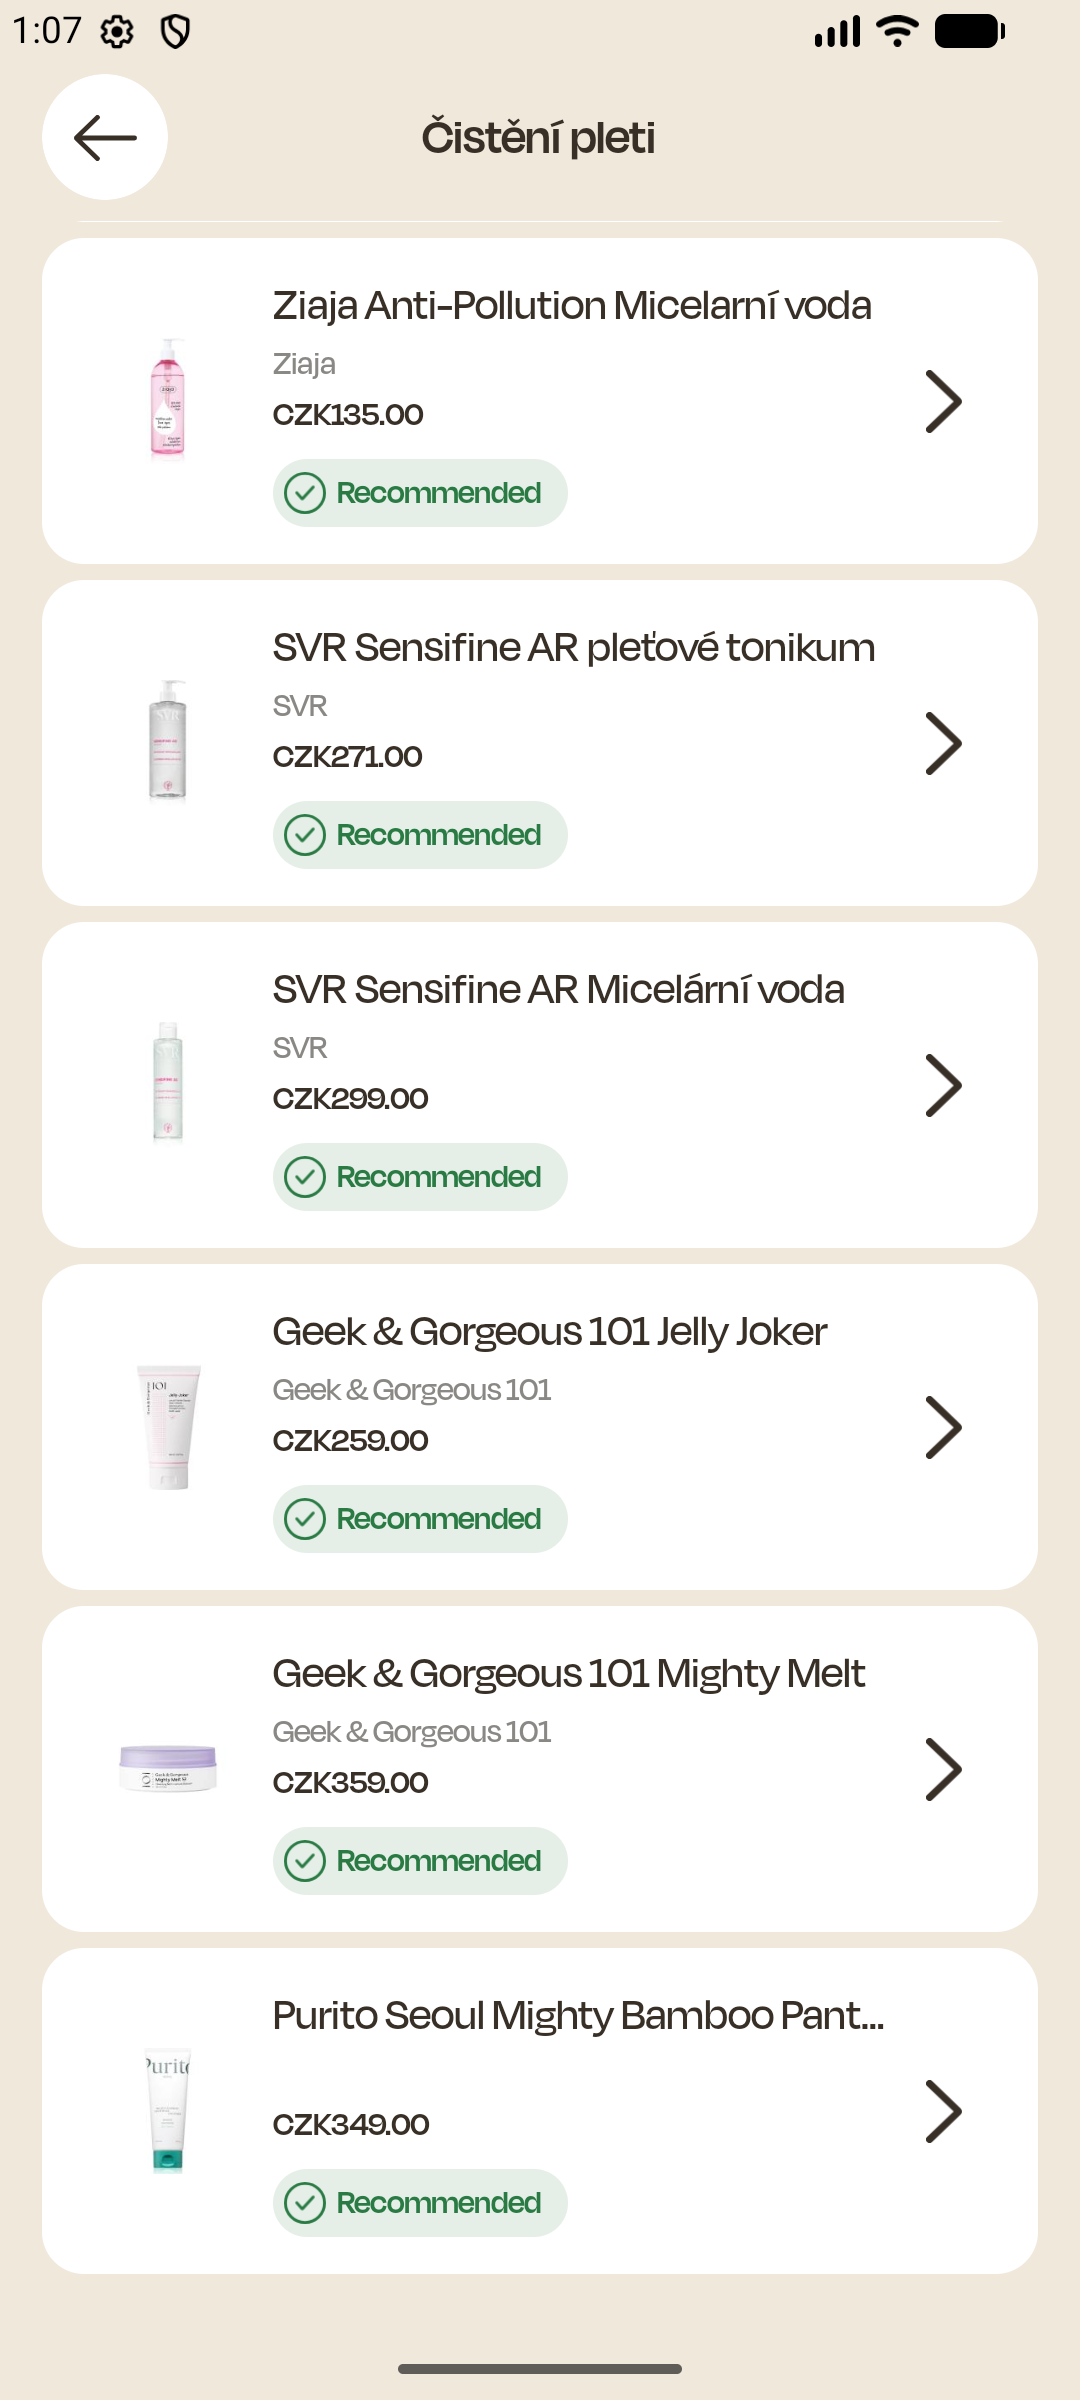 1:07
Čistění pleti
Ziaja Anti-Pollution Micelarní voda
Ziaja
CZK135.00
Recommended
SVR Sensifine AR pleťové tonikum
SVR
CZK271.00
Recommended
SVR Sensifine AR Micelární voda
SVR
CZK299.00
Recommended
Geek & Gorgeous 101 Jelly Joker
Geek & Gorgeous 101
CZK259.00
Recommended
Geek & Gorgeous 101 Mighty Melt
Geek & Gorgeous 101
CZK359.00
Recommended
Purito Seoul Mighty Bamboo Pant...
CZK349.00
Recommended